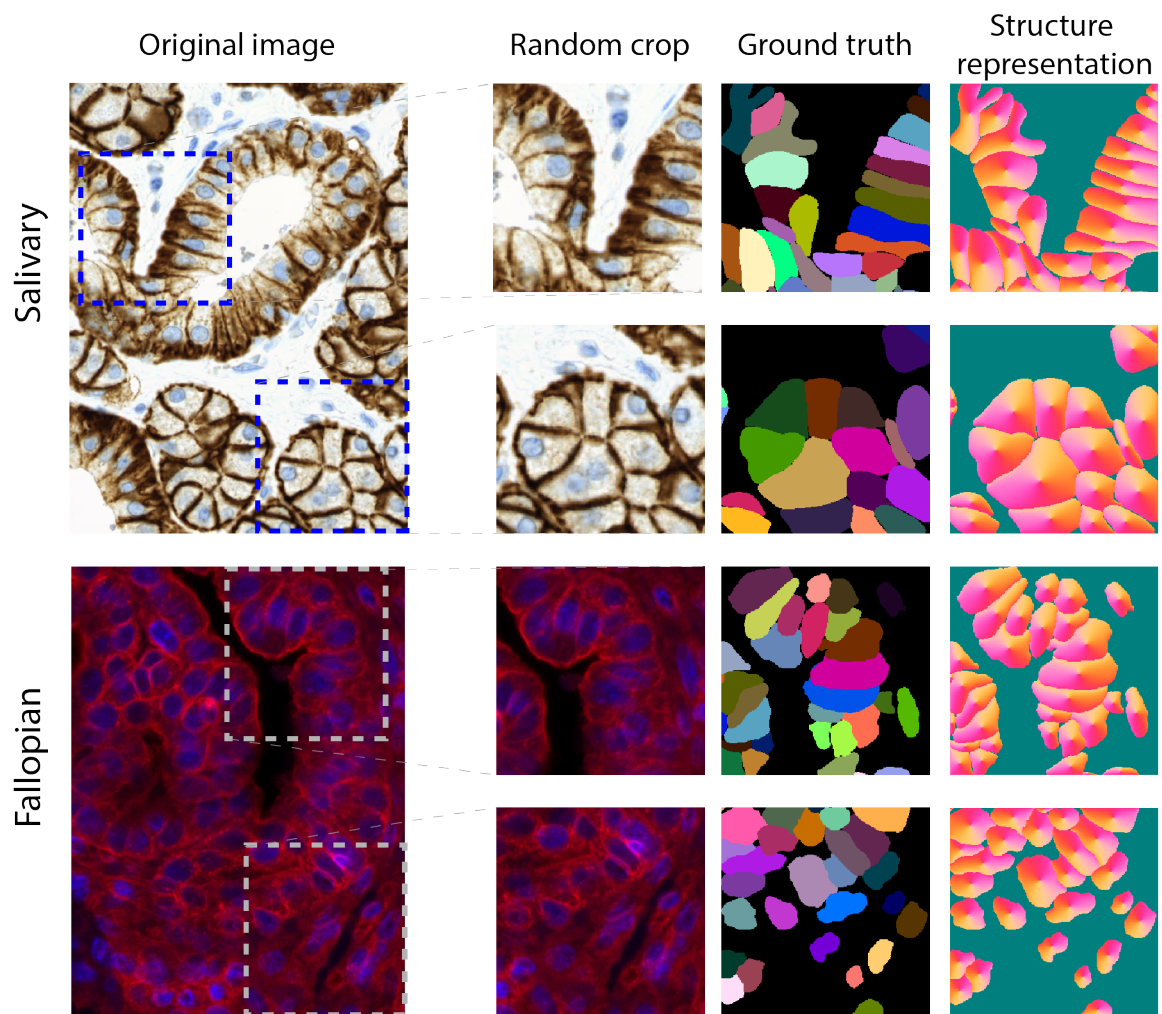 Original image
Random crop
Ground truth
Structure
representation
Salivary
Fallopian